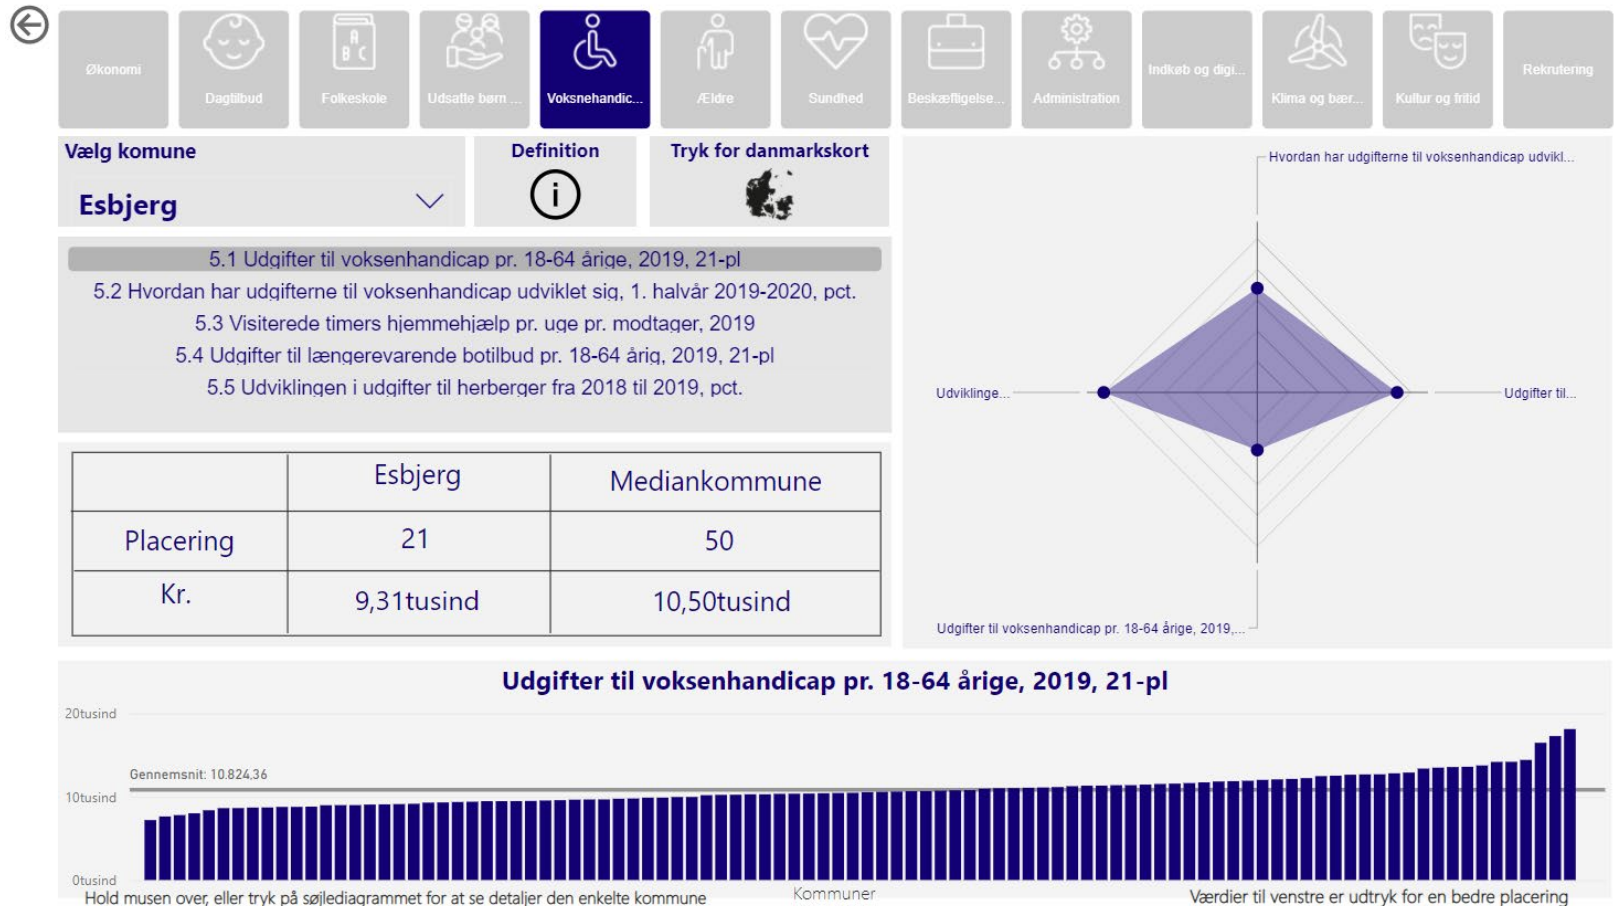 Økonomi
Dagtilbud
A
B C
Folkeskole
Udsatte børn ...
Voksnehandic...
Ældre
Sundhed
Beskæftigelse...
Administration
Indkøb og digi...
Klima og bær...
Kultur og fritid
Rekrutering
Vælg komune
Esbjerg
Definition
i
Tryk for danmarkskort
5.1 Udgifter til voksenhandicap pr. 18-64 årige, 2019, 21-pl
5.2 Hvordan har udgifterne til voksenhandicap udviklet sig, 1. halvår 2019-2020, pct.
5.3 Visiterede timers hjemmehjælp pr. uge pr. modtager, 2019
5.4 Udgifter til længerevarende botilbud pr. 18-64 årig, 2019, 21-pl
5.5 Udviklingen i udgifter til herberger fra 2018 til 2019, pct.
Esbjerg Mediankommune
Placering 21 50
Kr. 9,31tusind 10,50tusind
Hvordan har udgifterne til voksenhandicap udvikl...
Udviklinge...
Udgifter til...
Udgifter til voksenhandicap pr. 18-64 årige, 2019,...
Udgifter til voksenhandicap pr. 18-64 årige, 2019, 21-pl
20tusind
Gennemsnit: 10.824,36
10tusind
0tusind
Kommuner
Hold musen over, eller tryk på søjlediagrammet for at se detaljer den enkelte kommune
Værdier til venstre er udtryk for en bedre placering